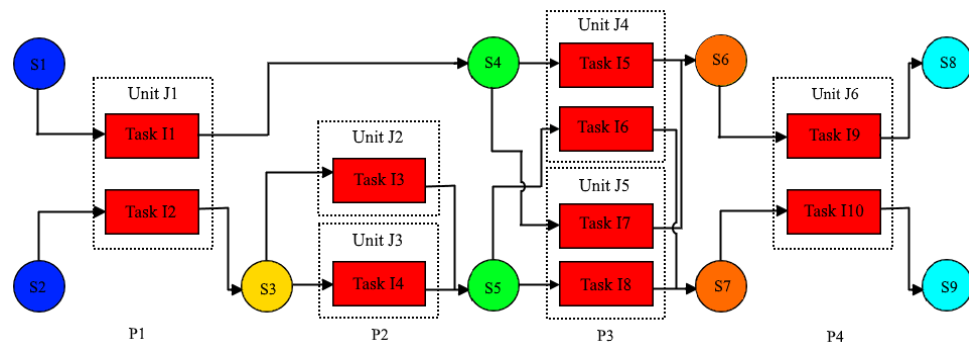 Unit J4
S1
S4
Task I5
S6
S8
Unit J1
Unit J6
Task I1
Task I6
Task I9
Unit J2
Task I3
Unit J5
Task I2
Task I7
Task I10
Unit J3
S2
S3
Task I4
S5
Task I8
S7
S9
P1
P2
P3
P4